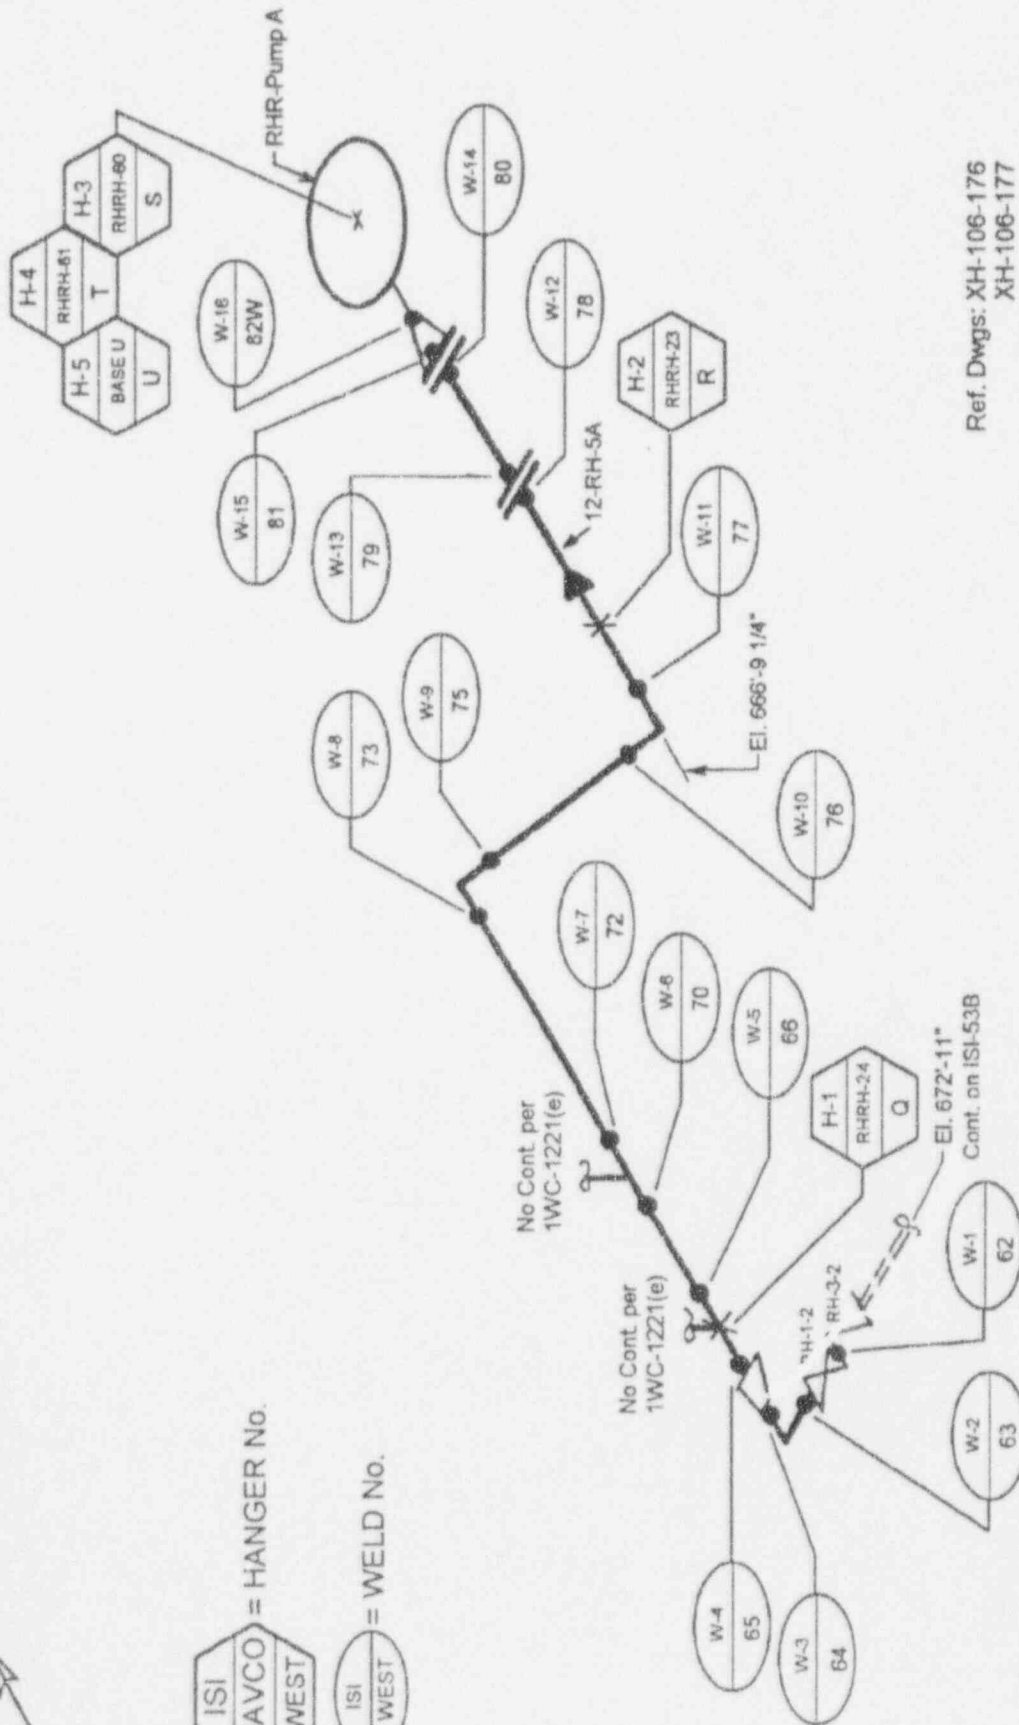 RHR-Pump A
H-3
RHRH-60
S
H-4
RHRH-61
T
H-5
BASE U
U
W-16
82W
W-14
80
W-15
81
W-12
78
W-13
79
H-2
RHRH-23
R
12-RH-5A
W-11
77
El. 666'-9 1/4"
W-9
75
W-8
73
W-10
76
W-7
72
W-6
70
W-5
66
No Cont. per
1WC-1221(e)
No Cont. per
1WC-1221(e)
H-1
RHRH-24
Q
El. 672'-11"
Cont. on ISI-53B
RH-3-2
W-1
62
W-2
63
W-4
65
W-3
64
ISI
AVCO
WEST
= HANGER No.
ISI
WEST
= WELD No.
Ref. Dwgs: XH-106-176
XH-106-177